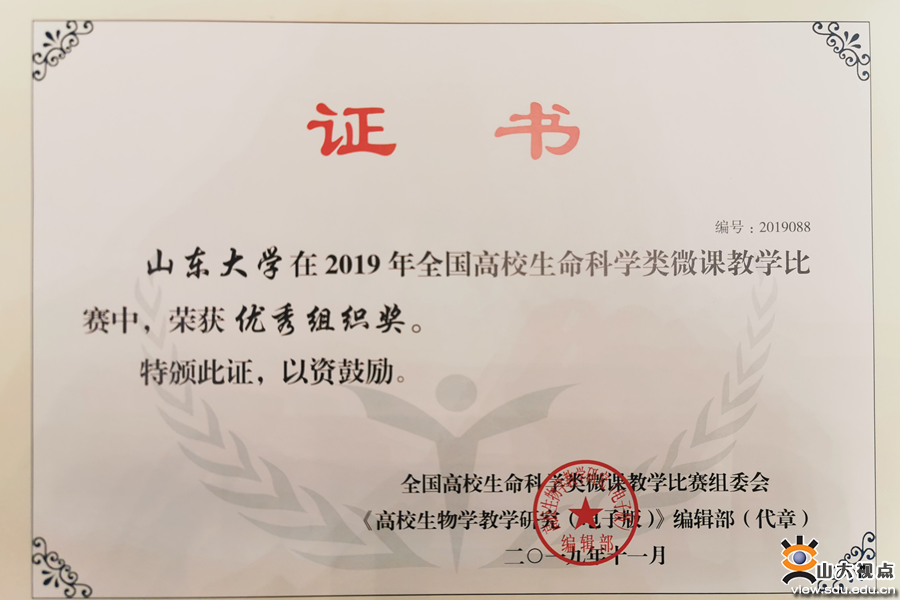 证 书
编号：2019088
山东大学在2019年全国高校生命科学类微课教学比
赛中，荣获优秀组织奖。
特颁此证，以资鼓励。
全国高校生命科学类微课教学比赛组委会
《高校生物学教学研究（电子版）》编辑部（代章）
编辑部
二〇一九年十一月
山大视点
view.sdu.edu.cn